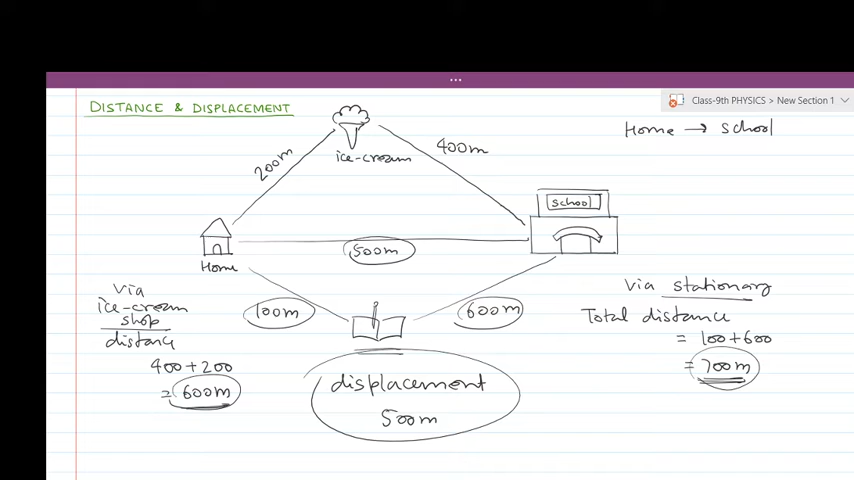 ...
DISTANCE & DISPLACEMENT
Class-9th PHYSICS > New Section 1
Home → school
200m
400m
ice-cream
school
500m
Home
100m
600m
via
ice-cream
shop
distance
400+200
= 600m
via stationary
Total distance
= 100+600
= 700m
displacement
500m